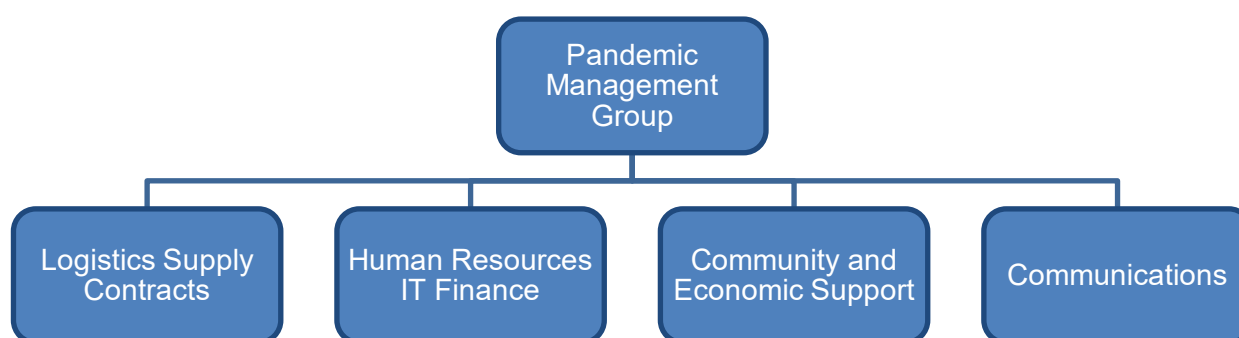 Pandemic
Management
Group
Logistics Supply
Contracts
Human Resources
IT Finance
Community and
Economic Support
Communications